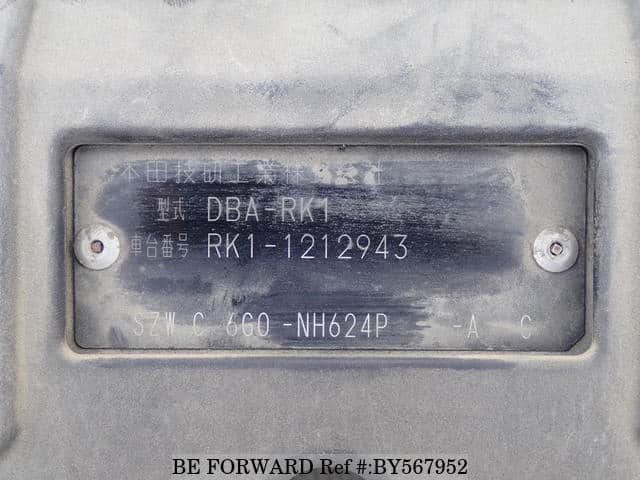 本田技研工業株式会社
型式 DBA-RK1
車台番号 RK1-1212943
SZW C 6G0 -NH624P -A C
BE FORWARD Ref #:BY567952